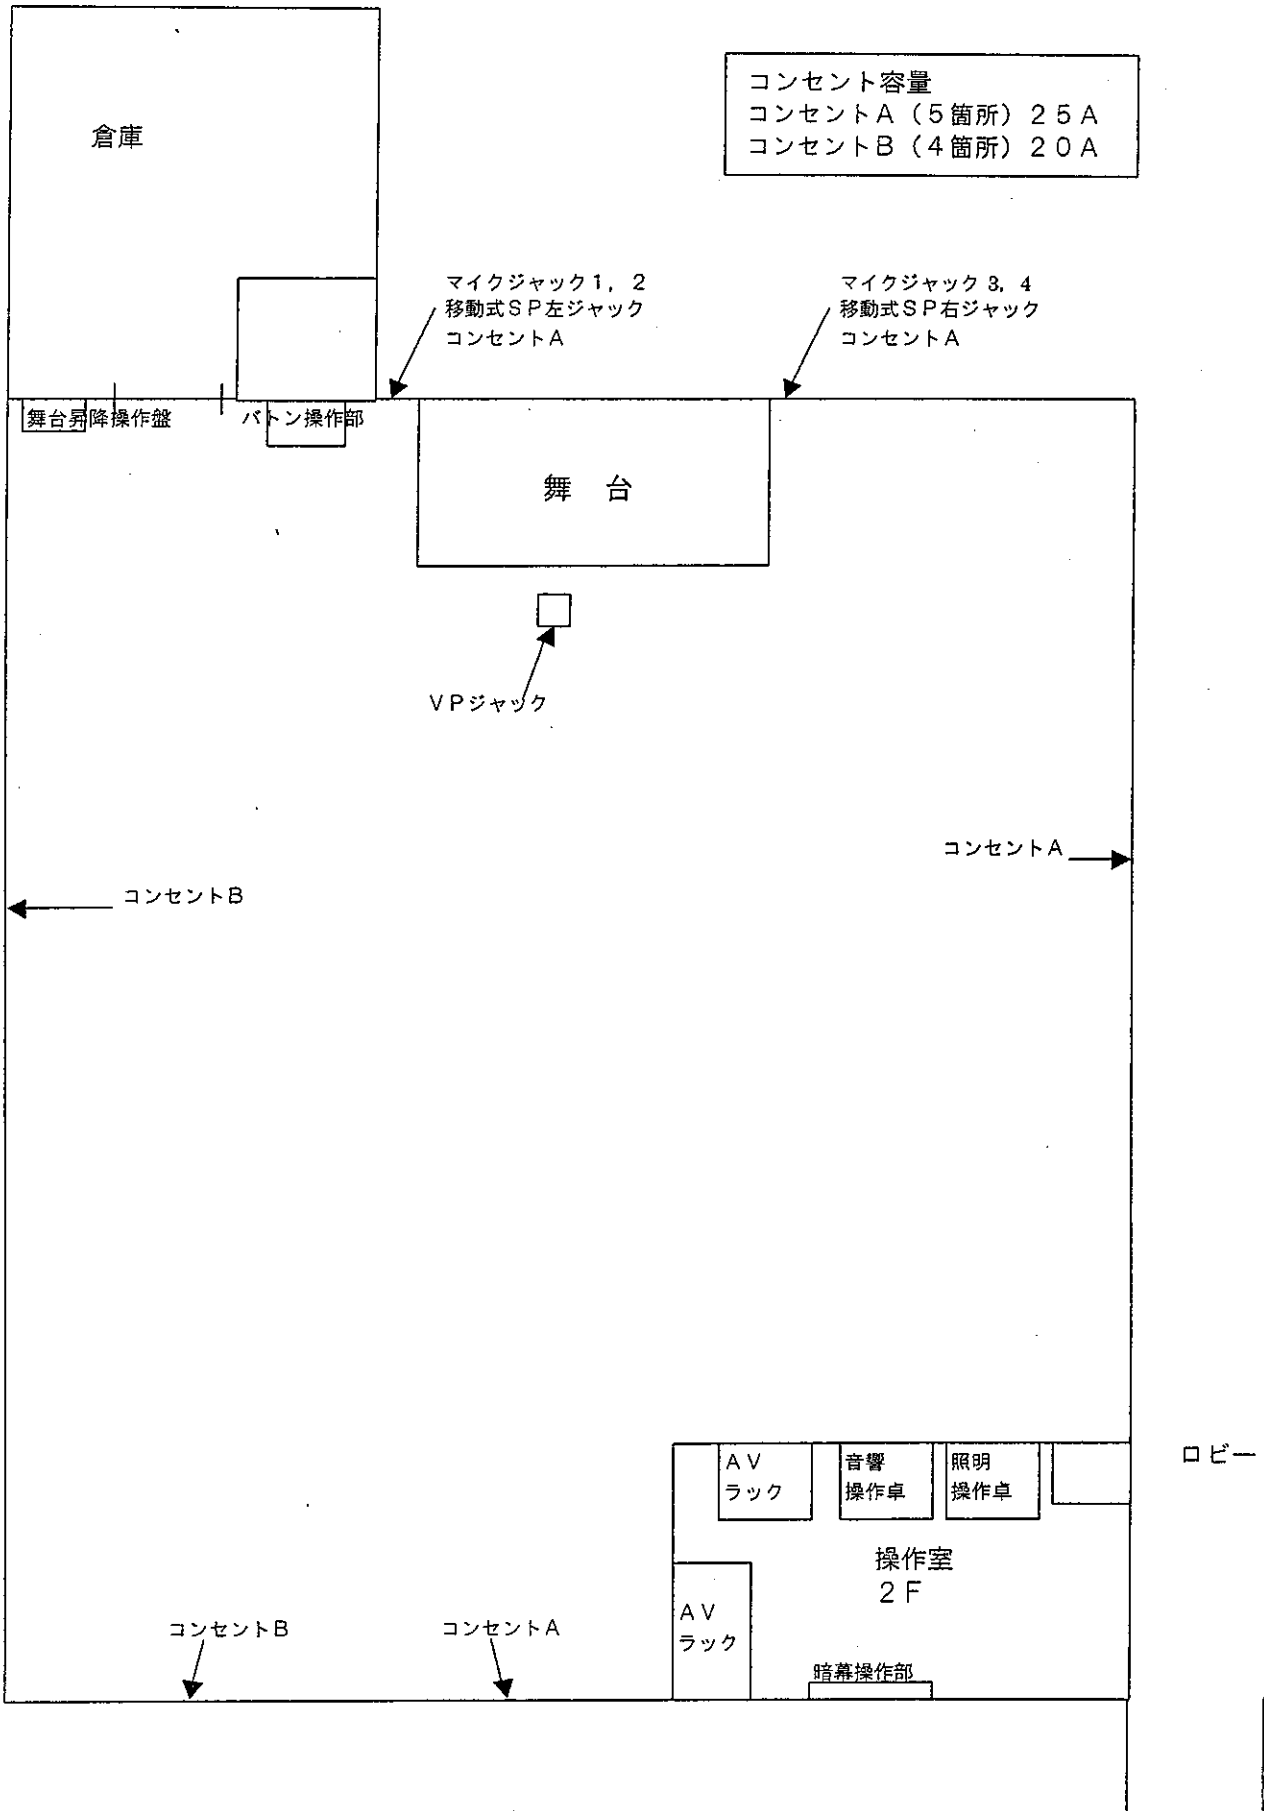 コンセント容量
コンセントA（5箇所）25A
コンセントB（4箇所）20A
倉庫
マイクジャック1，2
移動式SP左ジャック
コンセントA
マイクジャック3，4
移動式SP右ジャック
コンセントA
舞台昇降操作盤
バトン操作部
舞　台
VPジャック
コンセントA
コンセントB
ロビー
AV
ラック
音響
操作卓
照明
操作卓
操作室
2F
AV
ラック
コンセントB
コンセントA
暗幕操作部